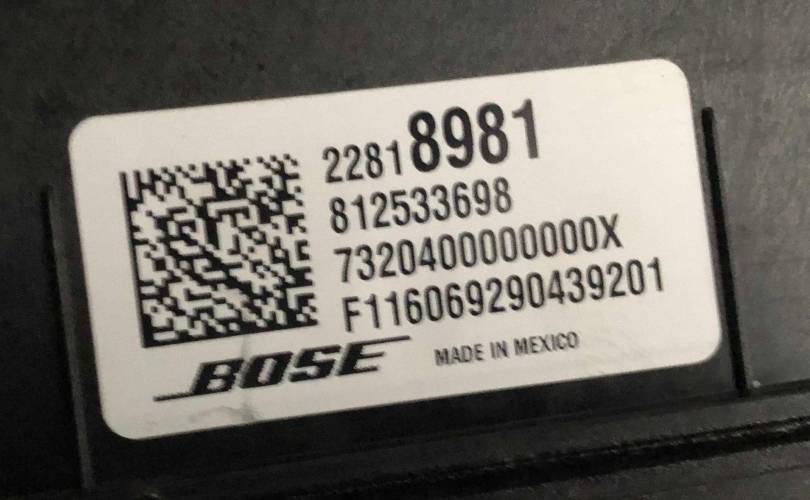 22818981
812533698
7320400000000X
F116069290439201
BOSE MADE IN MEXICO